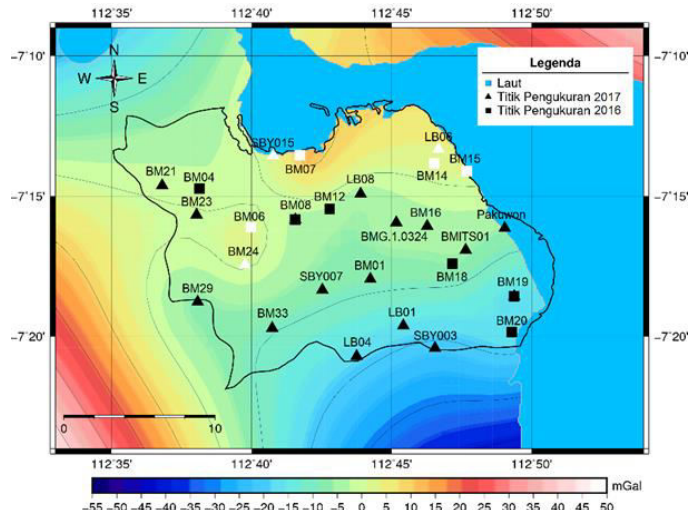 112°35' 112°40' 112°45' 112°50'
-7°10' -7°10'
N
W E
S
Legenda
Laut
Titik Pengukuran 2017
Titik Pengukuran 2016
SBY015
LB06
BM07
BM14
BM15
-7°15' -7°15'
BM21
BM04
LB08
BM23
BM12
BM06
BM08
BM16
Pakuwon
BMG.1.0324
BMITS01
BM24
BM18
BM29
SBY007
BM01
BM19
BM33
LB01
BM20
-7°20' -7°20'
LB04
SBY003
0 10
112°35' 112°40' 112°45' 112°50'
mGal
-55 -50 -45 -40 -35 -30 -25 -20 -15 -10 -5 0 5 10 15 20 25 30 35 40 45 50